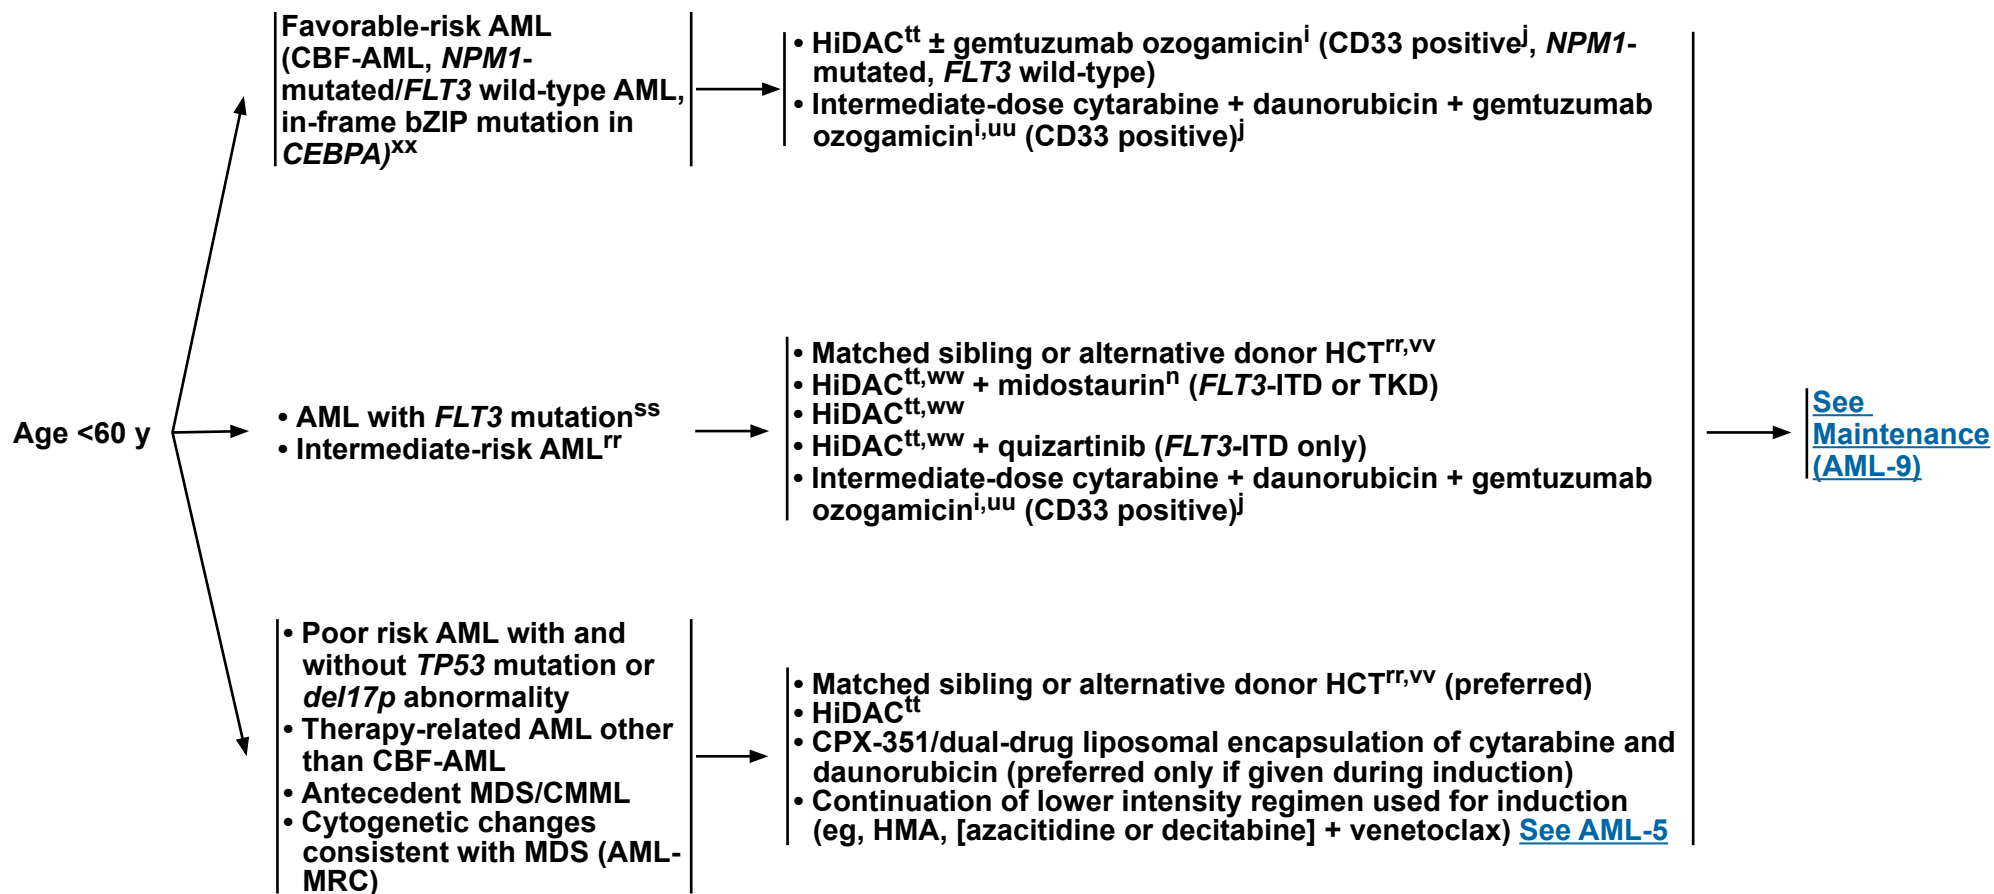 Favorable-risk AML
(CBF-AML, NPM1-
mutated/FLT3 wild-type AML,
in-frame bZIP mutation in
CEBPA)xx
• HiDACtt ± gemtuzumab ozogamicini (CD33 positivej, NPM1-
mutated, FLT3 wild-type)
• Intermediate-dose cytarabine + daunorubicin + gemtuzumab
ozogamicini,uu (CD33 positive)j
Age <60 y
• AML with FLT3 mutationss
• Intermediate-risk AMLrr
• Matched sibling or alternative donor HCTrr,vv
• HiDACtt,ww + midostaurinn (FLT3-ITD or TKD)
• HiDACtt,ww
• HiDACtt,ww + quizartinib (FLT3-ITD only)
• Intermediate-dose cytarabine + daunorubicin + gemtuzumab
ozogamicini,uu (CD33 positive)j
See
Maintenance
(AML-9)
• Poor risk AML with and
without TP53 mutation or
del17p abnormality
• Therapy-related AML other
than CBF-AML
• Antecedent MDS/CMML
• Cytogenetic changes
consistent with MDS (AML-
MRC)
• Matched sibling or alternative donor HCTrr,vv (preferred)
• HiDACtt
• CPX-351/dual-drug liposomal encapsulation of cytarabine and
daunorubicin (preferred only if given during induction)
• Continuation of lower intensity regimen used for induction
(eg, HMA, [azacitidine or decitabine] + venetoclax) See AML-5